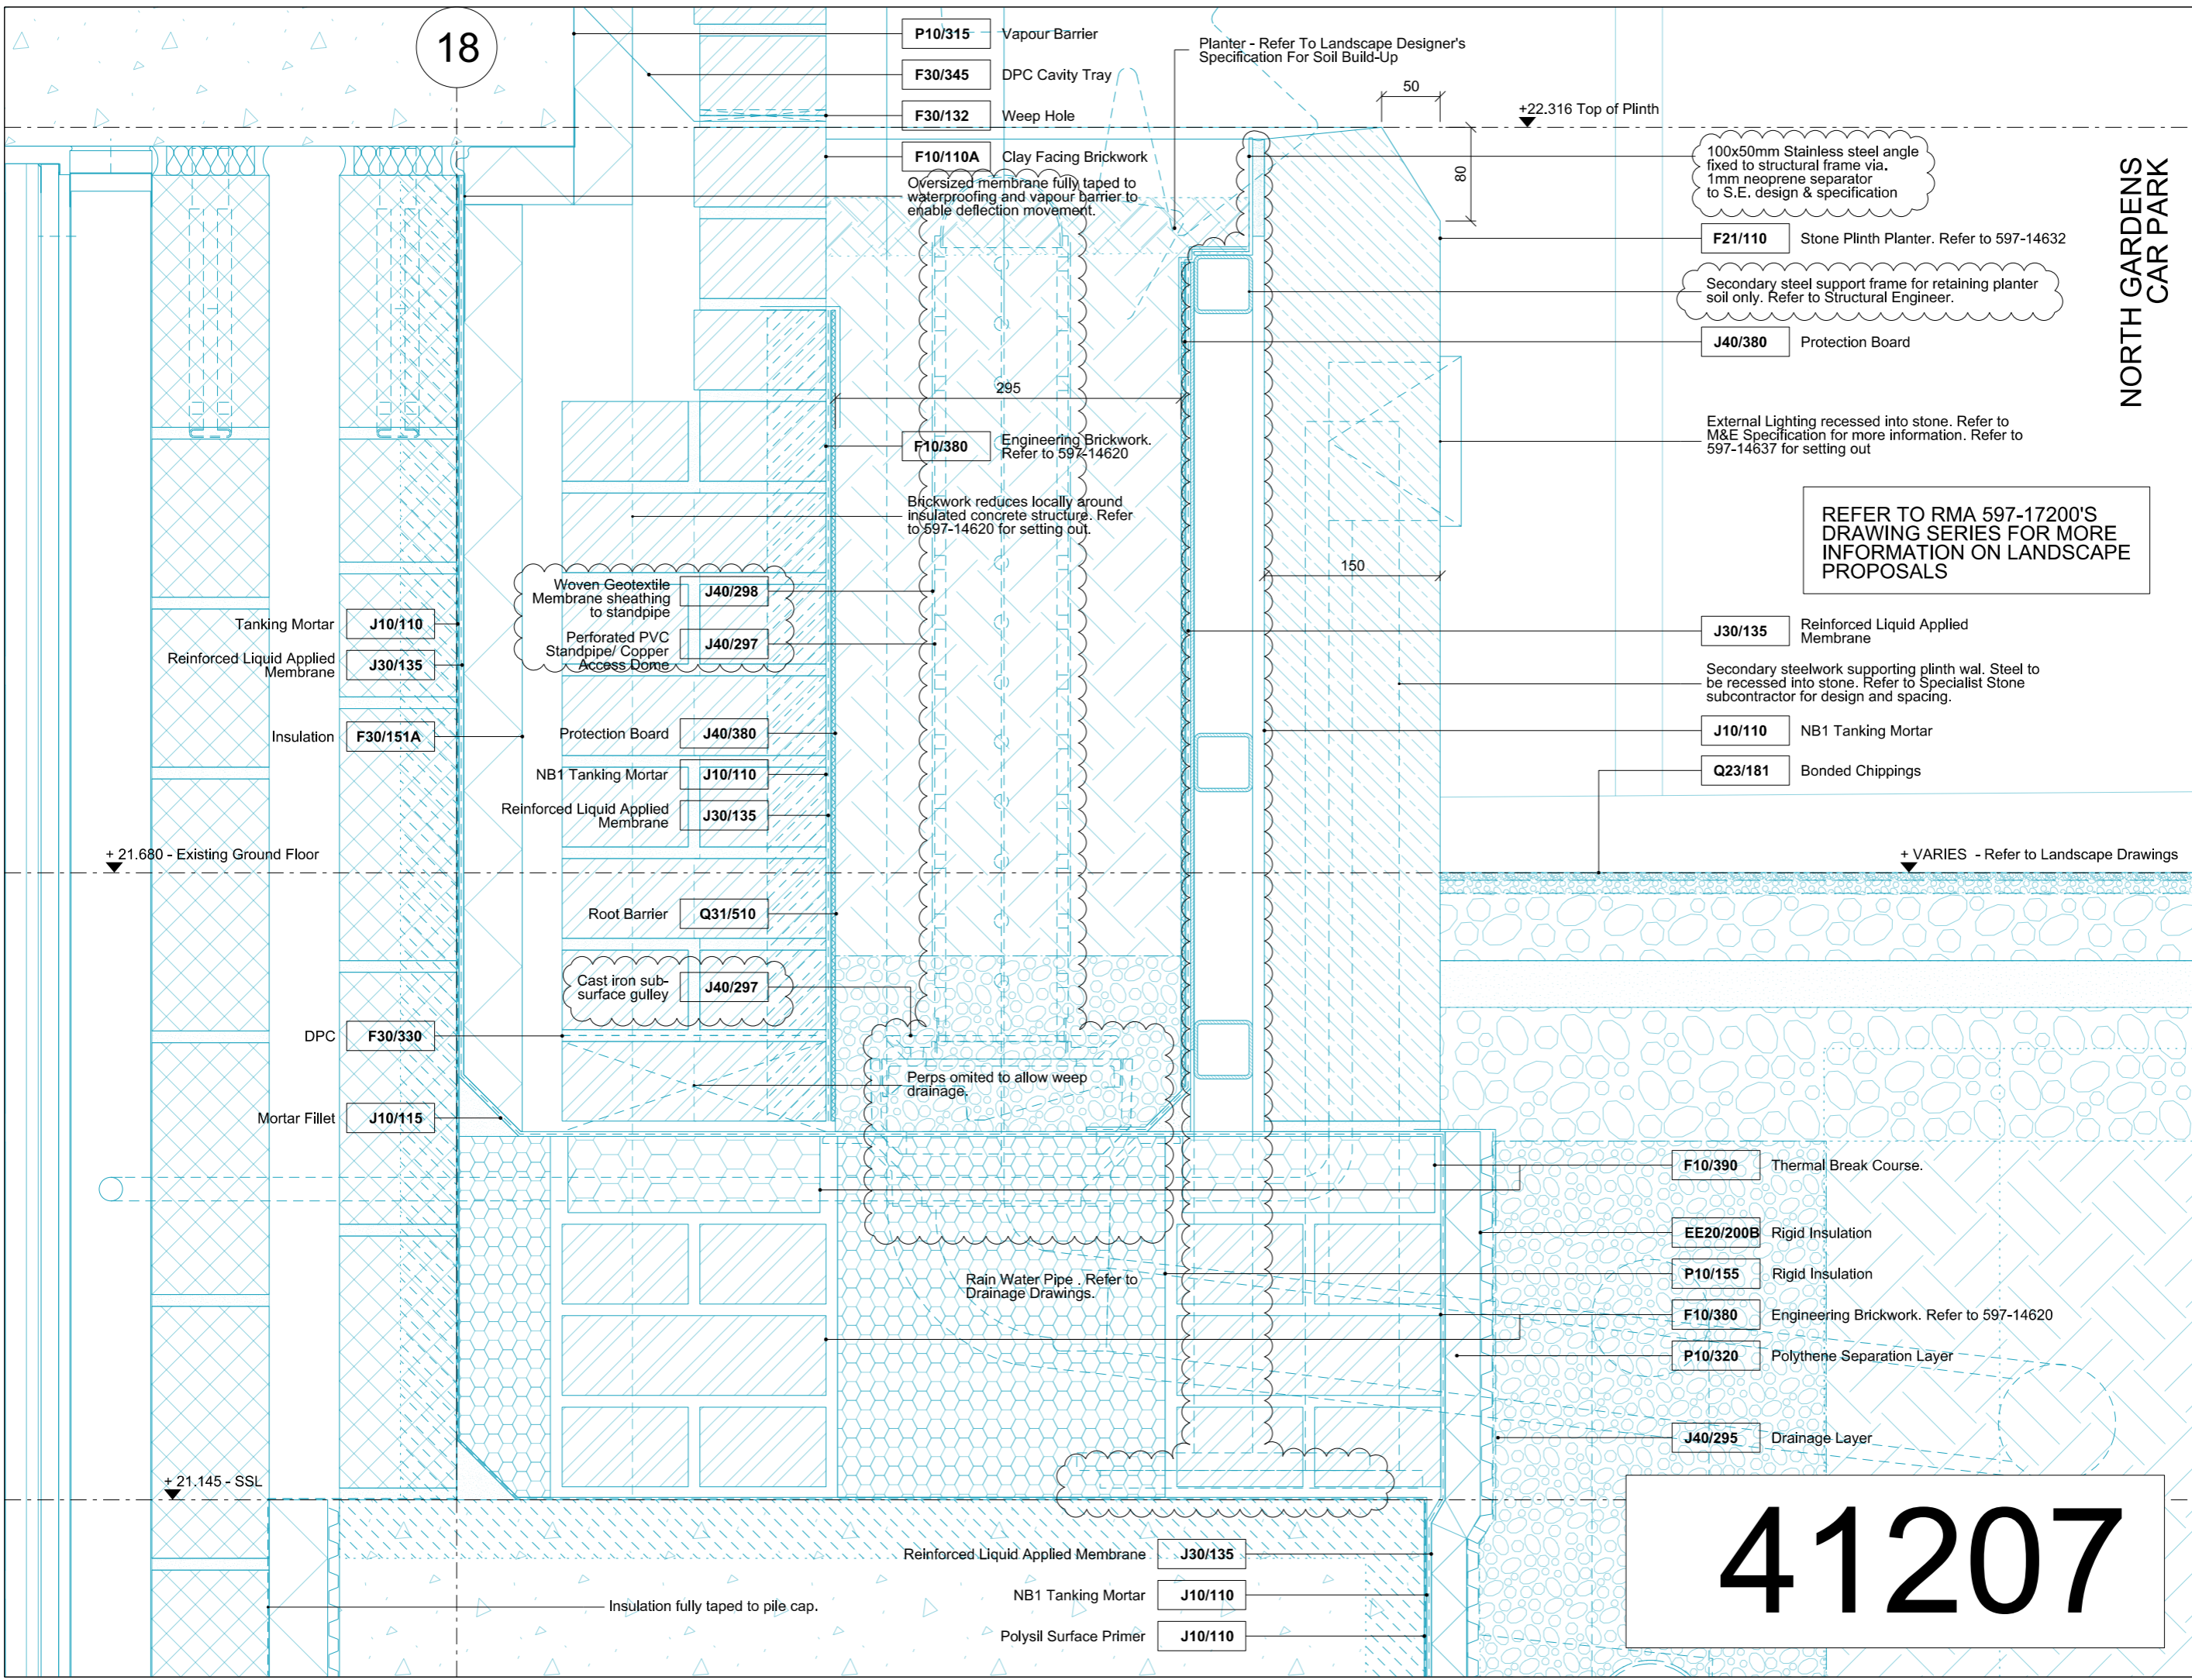 18
P10/315 Vapour Barrier
F30/345 DPC Cavity Tray
F30/132 Weep Hole
F10/110A Clay Facing Brickwork
Oversized membrane fully taped to
waterproofing and vapour barrier to
enable deflection movement.
Planter - Refer To Landscape Designer's
Specification For Soil Build-Up
50
80
+22.316 Top of Plinth
100x50mm Stainless steel angle
fixed to structural frame via.
1mm neoprene separator
to S.E. design & specification
F21/110 Stone Plinth Planter. Refer to 597-14632
Secondary steel support frame for retaining planter
soil only. Refer to Structural Engineer.
J40/380 Protection Board
NORTH GARDENS
CAR PARK
295
F10/380 Engineering Brickwork.
Refer to 597-14620
External Lighting recessed into stone. Refer to
M&E Specification for more information. Refer to
597-14637 for setting out
Brickwork reduces locally around
insulated concrete structure. Refer
to 597-14620 for setting out.
REFER TO RMA 597-17200'S
DRAWING SERIES FOR MORE
INFORMATION ON LANDSCAPE
PROPOSALS
150
Woven Geotextile
Membrane sheathing
to standpipe
J40/298
Perforated PVC
Standpipe/ Copper
Access Dome
J40/297
Tanking Mortar J10/110
Reinforced Liquid Applied
Membrane
J30/135
Insulation F30/151A
Protection Board J40/380
NB1 Tanking Mortar J10/110
Reinforced Liquid Applied
Membrane
J30/135
J30/135 Reinforced Liquid Applied
Membrane
Secondary steelwork supporting plinth wal. Steel to
be recessed into stone. Refer to Specialist Stone
subcontractor for design and spacing.
J10/110 NB1 Tanking Mortar
Q23/181 Bonded Chippings
+ 21.680 - Existing Ground Floor
+ VARIES - Refer to Landscape Drawings
Root Barrier Q31/510
Cast iron sub-
surface gulley
J40/297
DPC F30/330
Perps omited to allow weep
drainage.
Mortar Fillet J10/115
F10/390 Thermal Break Course.
EE20/200B Rigid Insulation
P10/155 Rigid Insulation
Rain Water Pipe . Refer to
Drainage Drawings.
F10/380 Engineering Brickwork. Refer to 597-14620
P10/320 Polythene Separation Layer
J40/295 Drainage Layer
+ 21.145 - SSL
Reinforced Liquid Applied Membrane J30/135
NB1 Tanking Mortar J10/110
Polysil Surface Primer J10/110
Insulation fully taped to pile cap.
41207